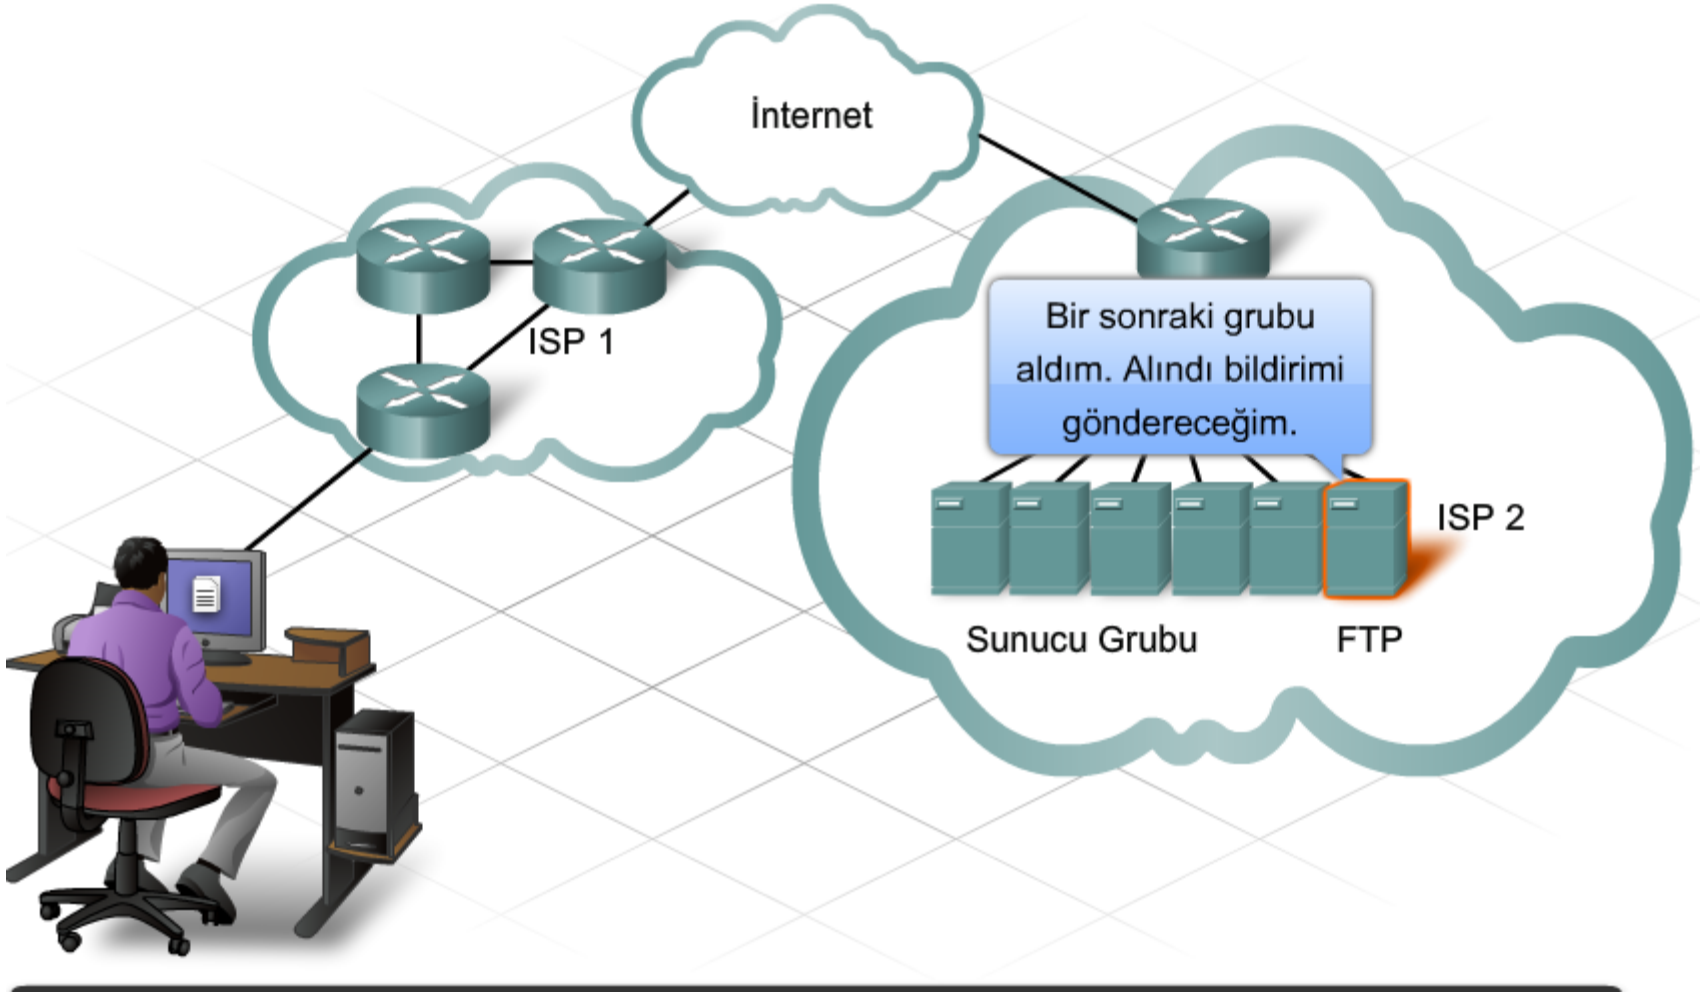 İnternet
ISP 1
Bir sonraki grubu
aldım. Alındı bildirimi
göndereceğim.
ISP 2
Sunucu Grubu
FTP